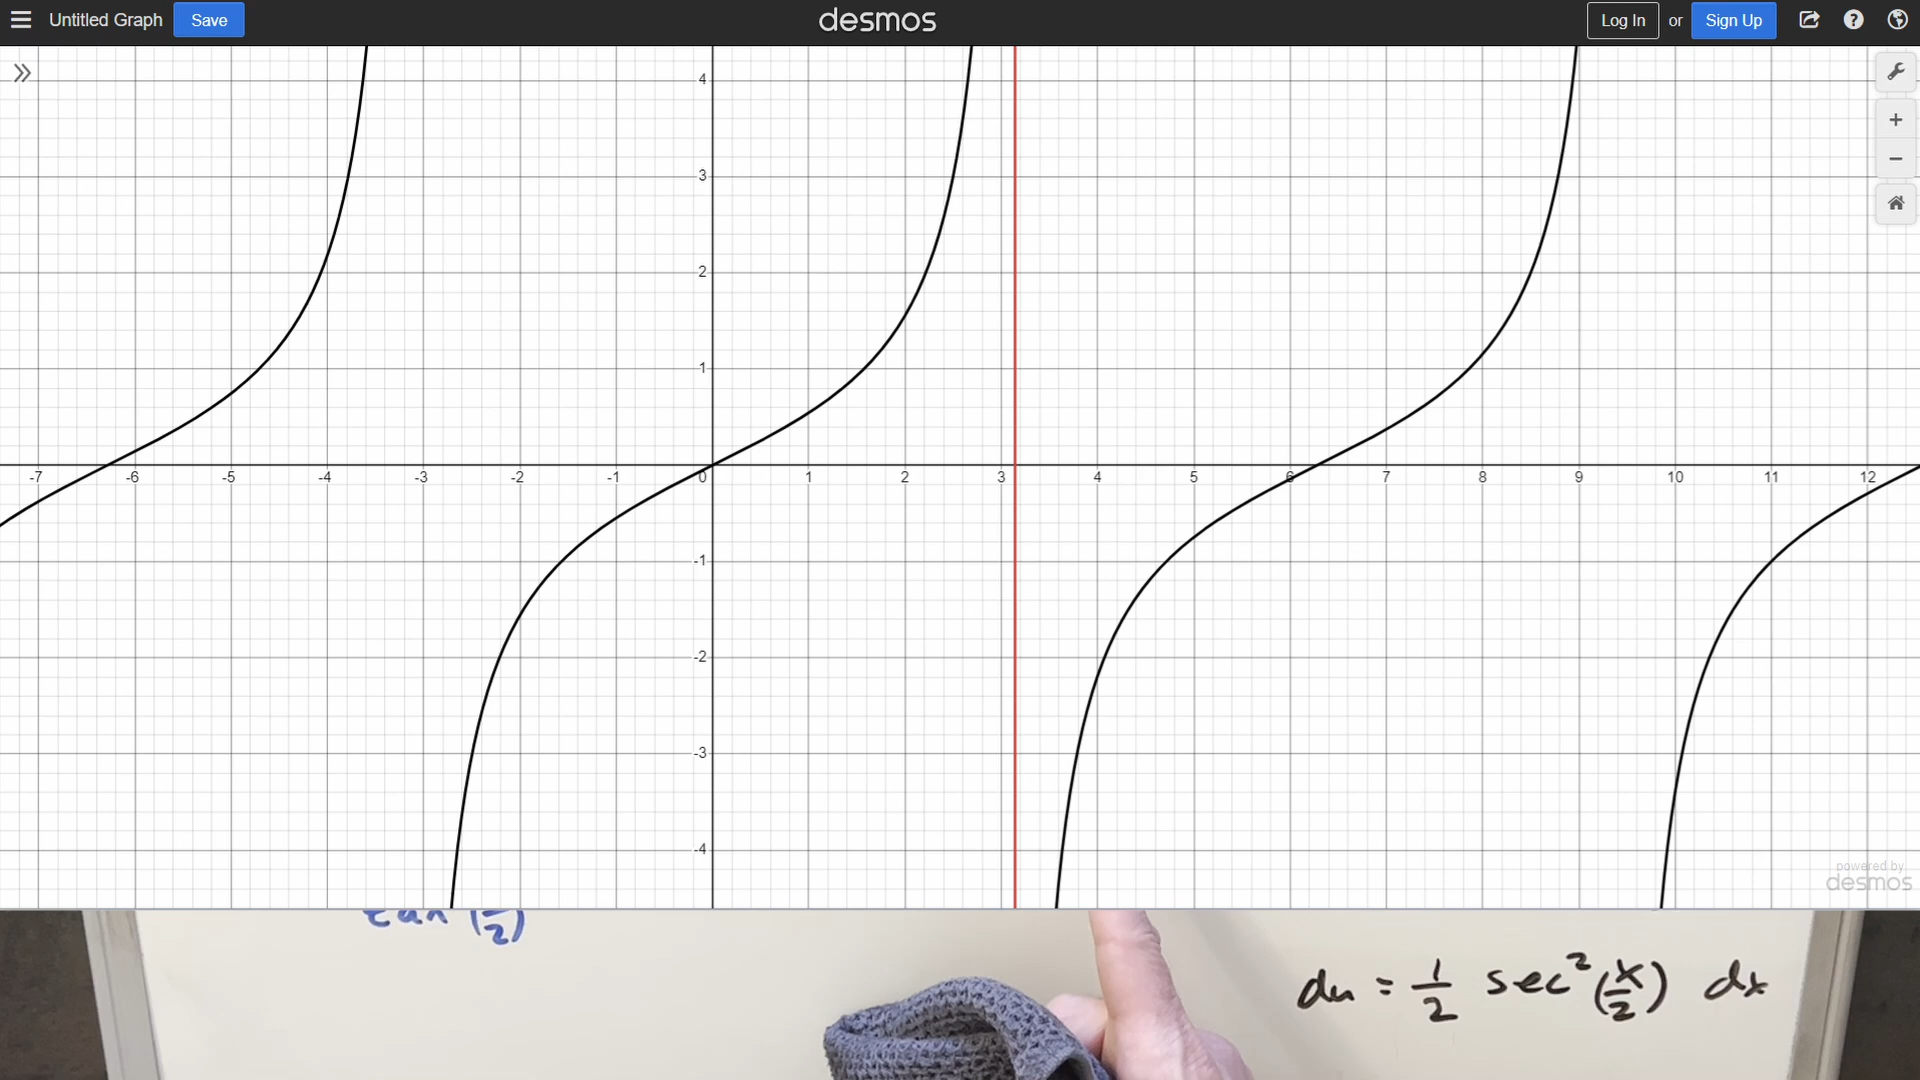 Untitled Graph Save desmos Log In or Sign Up
4
3
2
1
-7 -6 -5 -4 -3 -2 -1 0 1 2 3 4 5 6 7 8 9 10 11 12
-1
-2
-3
-4
powered by
desmos
tan (x/2)
du = 1/2 sec²(x/2) dx